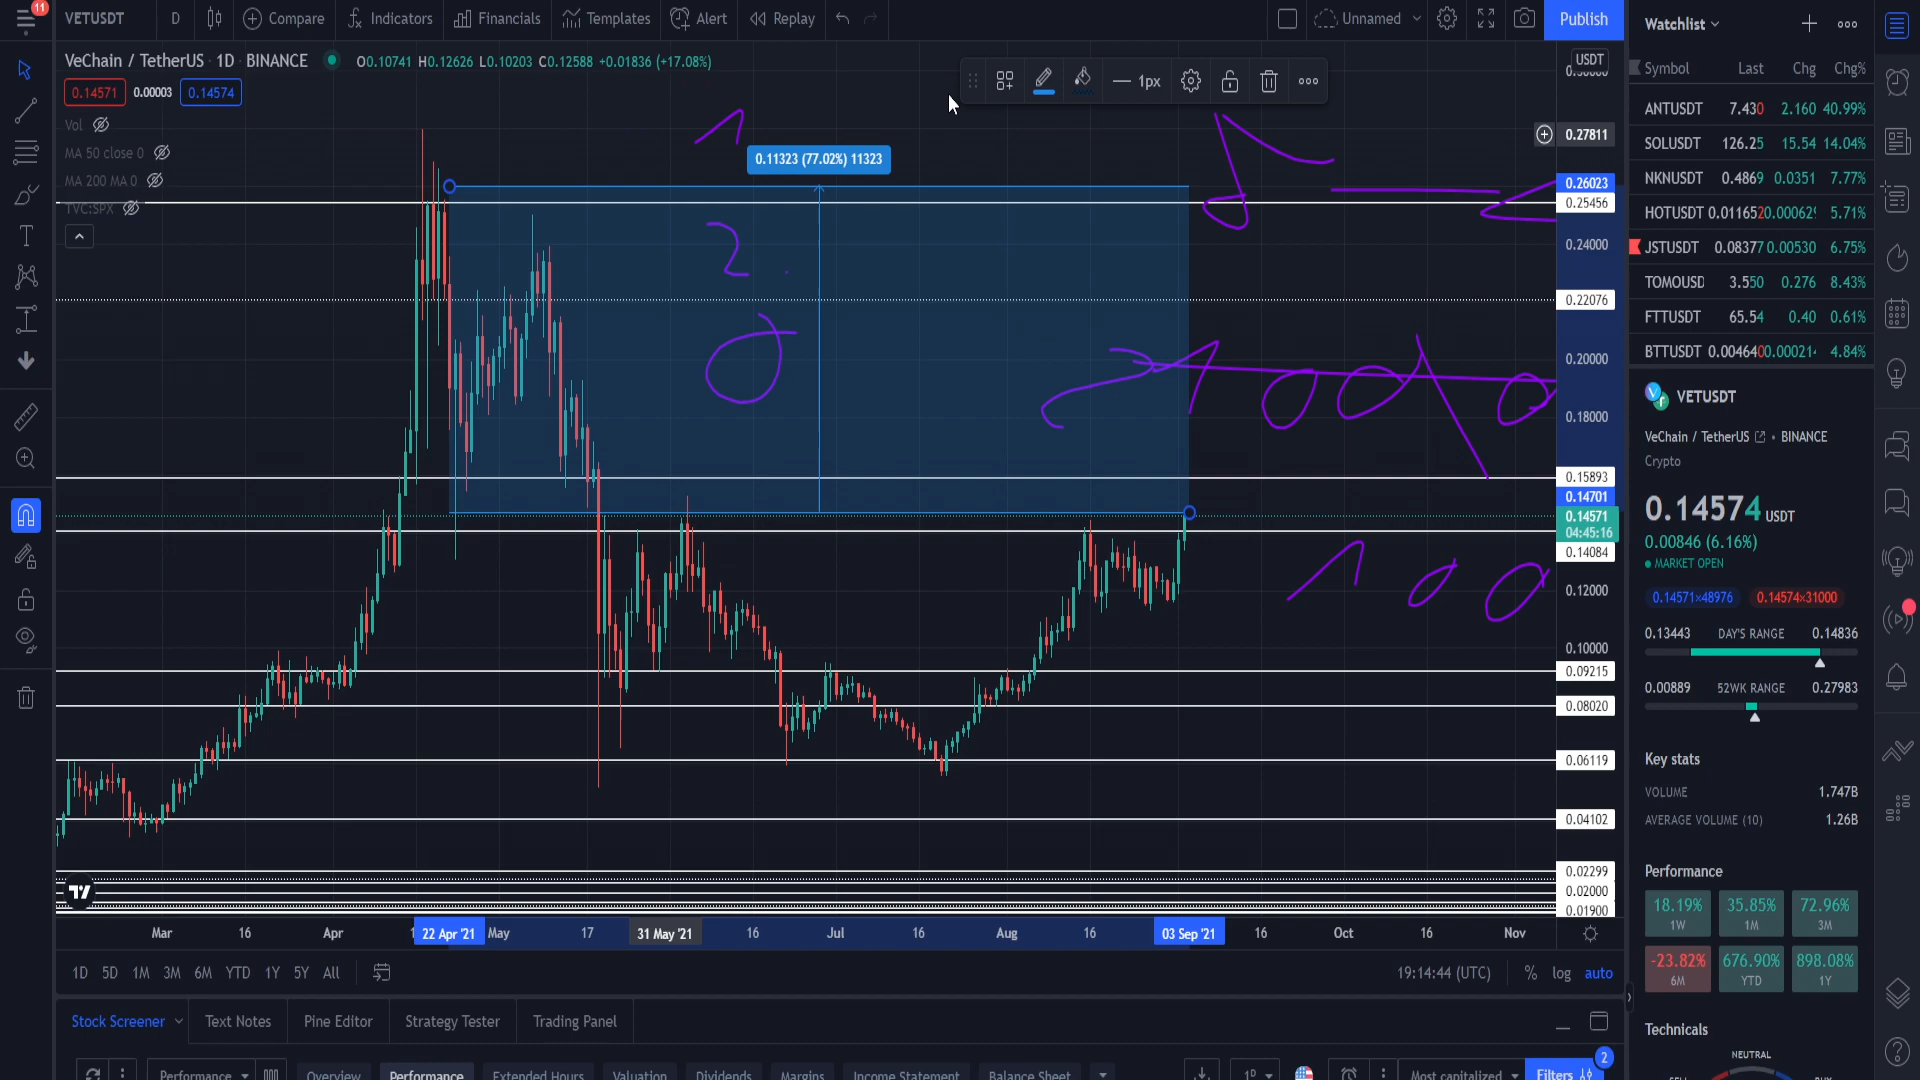 11
VETUSDT D Compare Indicators Financials Templates Alert Replay Unnamed Publish
VeChain / TetherUS · 1D · BINANCE O0.10741 H0.12626 L0.10203 C0.12588 +0.01836 (+17.08%)
0.14571 0.00003 0.14574
Vol
MA 50 close 0
MA 200 MA 0
TVC:SPX
1px
0.11323 (77.02%) 11323
1
2
100
USDT
0.27811
0.26023
0.25456
0.24000
0.22076
0.20000
0.18000
0.15893
0.14701
0.14571
04:45:16
0.14084
0.12000
0.10000
0.09215
0.08020
0.06119
0.04102
0.02299
0.02000
0.01900
Mar 16 Apr 22 Apr '21 May 17 31 May '21 16 Jul 16 Aug 16 03 Sep '21 16 Oct 16 Nov
1D 5D 1M 3M 6M YTD 1Y 5Y All
19:14:44 (UTC) % log auto
Stock Screener Text Notes Pine Editor Strategy Tester Trading Panel
Performance Overview Performance Extended Hours Valuation Dividends Margins Income Statement Balance Sheet 1D Most capitalized Filters 2
Watchlist
Symbol Last Chg Chg%
ANTUSDT 7.430 2.160 40.99%
SOLUSDT 126.25 15.54 14.04%
NKNUSDT 0.4869 0.0351 7.77%
HOTUSDT 0.011652 0.000629 5.71%
JSTUSDT 0.08377 0.00530 6.75%
TOMOUSD 3.550 0.276 8.43%
FTTUSDT 65.54 0.40 0.61%
BTTUSDT 0.004640 0.000214 4.84%
VETUSDT
VeChain / TetherUS • BINANCE
Crypto
0.14574 USDT
0.00846 (6.16%)
MARKET OPEN
0.14571×48976 0.14574×31000
0.13443 DAY'S RANGE 0.14836
0.00889 52WK RANGE 0.27983
Key stats
VOLUME 1.747B
AVERAGE VOLUME (10) 1.26B
Performance
18.19% 35.85% 72.96%
1W 1M 3M
-23.82% 676.90% 898.08%
6M YTD 1Y
Technicals
NEUTRAL